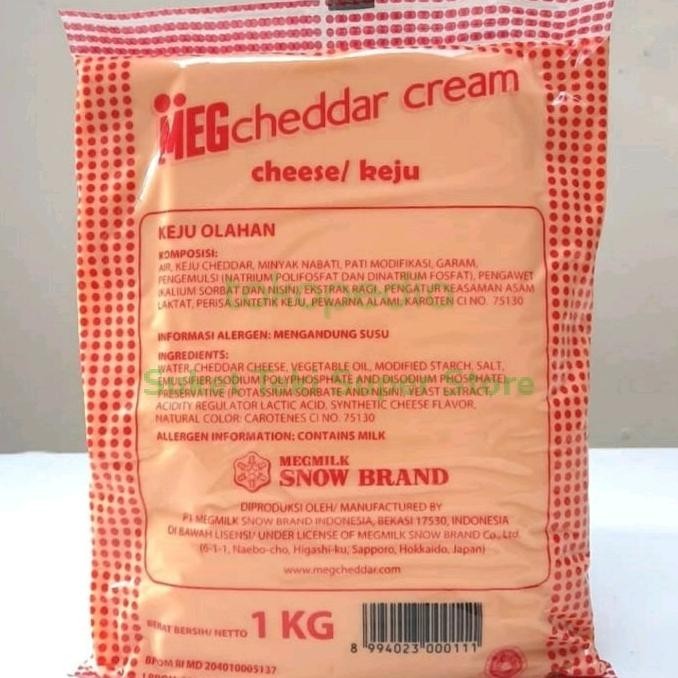 MEGcheddar cream
cheese/ keju
KEJU OLAHAN
KOMPOSISI:
AIR, KEJU CHEDDAR, MINYAK NABATI, PATI MODIFIKASI, GARAM,
PENGEMULSI (NATRIUM POLIFOSFAT DAN DINATRIUM FOSFAT), PENGAWET
(KALIUM SORBAT DAN NISIN), EKSTRAK RAGI, PENGATUR KEASAMAN ASAM
LAKTAT, PERISA SINTETIK KEJU, PEWARNA ALAMI, KAROTEN CI NO. 75130
INFORMASI ALERGEN: MENGANDUNG SUSU
INGREDIENTS:
WATER, CHEDDAR CHEESE, VEGETABLE OIL, MODIFIED STARCH, SALT,
EMULSIFIER (SODIUM POLYPHOSPHATE AND DISODIUM PHOSPHATE)
Sukei Tbk Super Store
PRESERVATIVE (POTASSIUM SORBATE AND NISIN), YEAST EXTRACT,
ACIDITY REGULATOR LACTIC ACID, SYNTHETIC CHEESE FLAVOR,
NATURAL COLOR: CAROTENES CI NO. 75130
ALLERGEN INFORMATION: CONTAINS MILK
MEGMILK
SNOW BRAND
DIPRODUKSI OLEH/ MANUFACTURED BY
PT MEGMILK SNOW BRAND INDONESIA, BEKASI 17530, INDONESIA
DI BAWAH LISENSI/ UNDER LICENSE OF MEGMILK SNOW BRAND Co., Ltd.
(6-1-1, Naebo-cho, Higashi-ku, Sapporo, Hokkaido, Japan)
www.megcheddar.com
BERAT BERSIH/ NETTO 1 KG
8 994023 000111
BPOM RI MD 204010005137